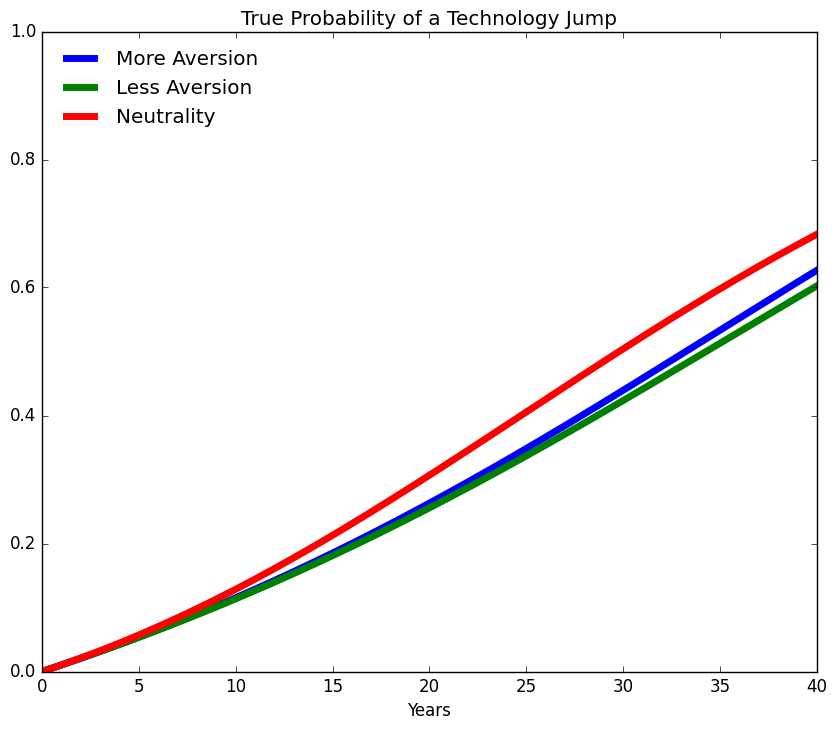 True Probability of a Technology Jump
1.0
More Aversion
Less Aversion
Neutrality
0.8
0.6
0.4
0.2
0.0
0 5 10 15 20 25 30 35 40
Years